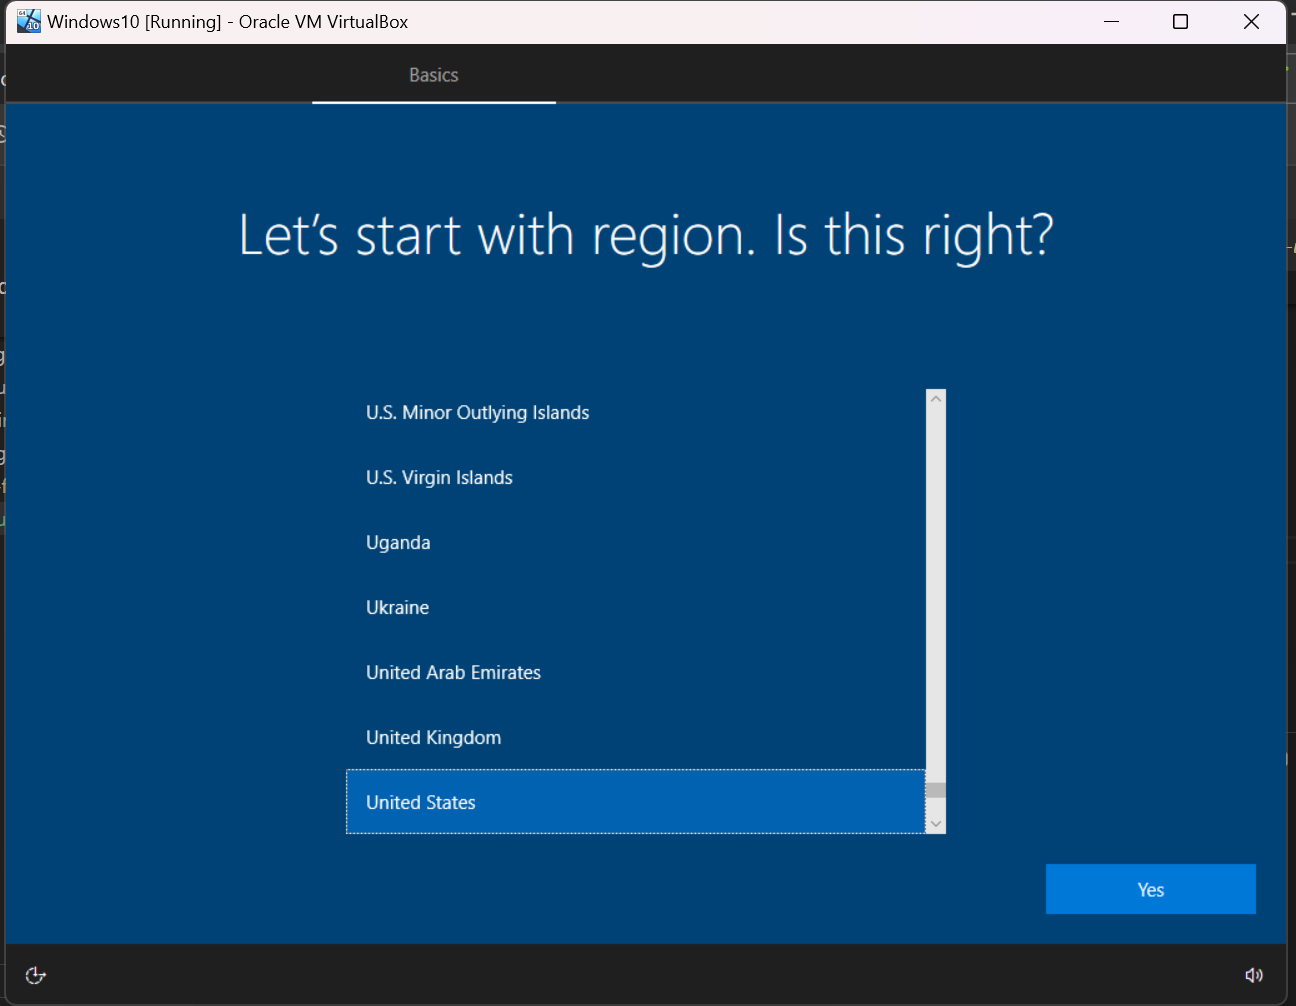 Windows10 [Running] - Oracle VM VirtualBox
Basics
Let's start with region. Is this right?
U.S. Minor Outlying Islands
U.S. Virgin Islands
Uganda
Ukraine
United Arab Emirates
United Kingdom
United States
Yes